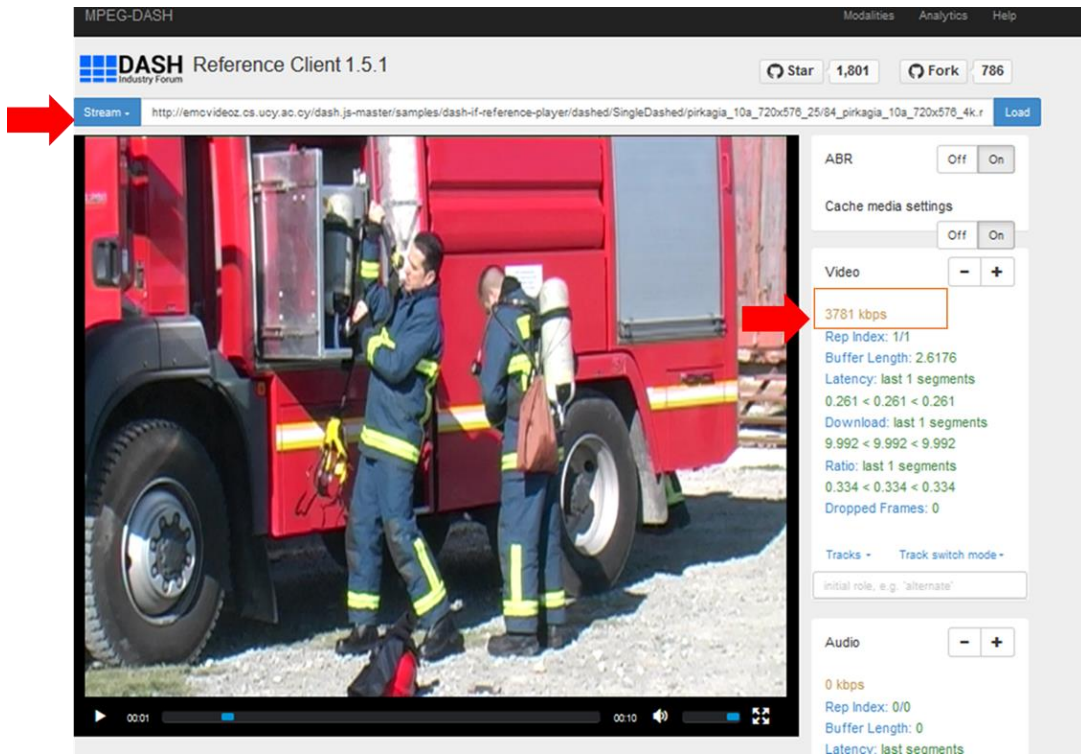 MPEG-DASH Modalities Analytics Help
DASH Industry Forum Reference Client 1.5.1 Star 1,801 Fork 786
Stream http://emcvideoz.cs.ucy.ac.cy/dash.js-master/samples/dash-if-reference-player/dashed/SingleDashed/pirkagia_10a_720x576_25/84_pirkagia_10a_720x576_4k.r Load
ABR Off On
Cache media settings
Off On
Video - +
3781 kbps
Rep Index: 1/1
Buffer Length: 2.6176
Latency: last 1 segments
0.261 < 0.261 < 0.261
Download: last 1 segments
9.992 < 9.992 < 9.992
Ratio: last 1 segments
0.334 < 0.334 < 0.334
Dropped Frames: 0
Tracks Track switch mode
initial role, e.g. 'alternate'
Audio - +
0 kbps
Rep Index: 0/0
Buffer Length: 0
Latency: last segments
00:01 00:10